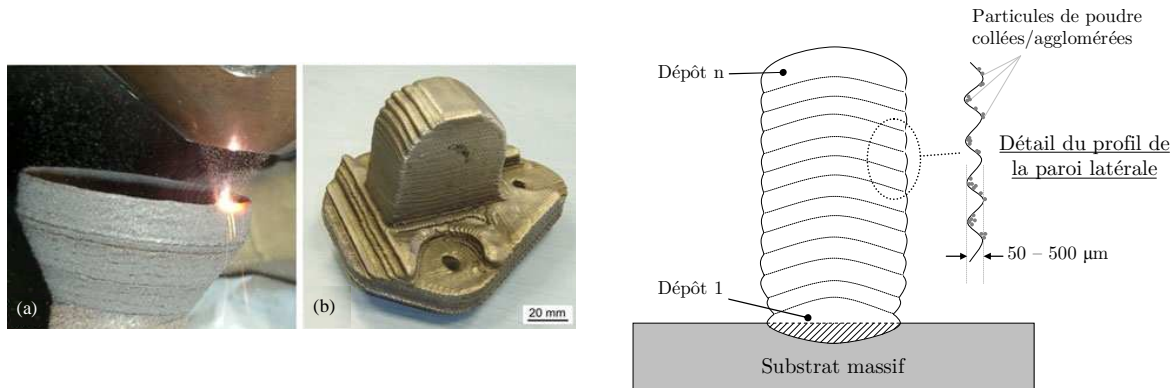 (a)
(b)
20 mm
Particules de poudre
collées/agglomérées
Dépôt n
Détail du profil de
la paroi latérale
50 – 500 µm
Dépôt 1
Substrat massif